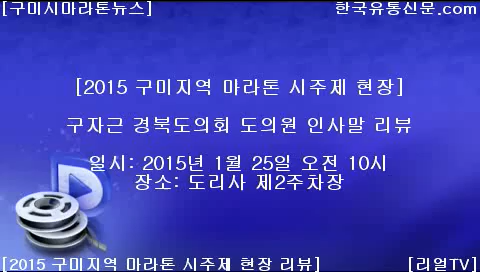 [구미시마라톤뉴스]
한국유통신문.com
[2015 구미지역 마라톤 시주제 현장]
구자근 경북도의회 도의원 인사말 리뷰
일시: 2015년 1월 25일 오전 10시
장소: 도리사 제2주차장
[2015 구미지역 마라톤 시주제 현장 리뷰]
[리얼TV]